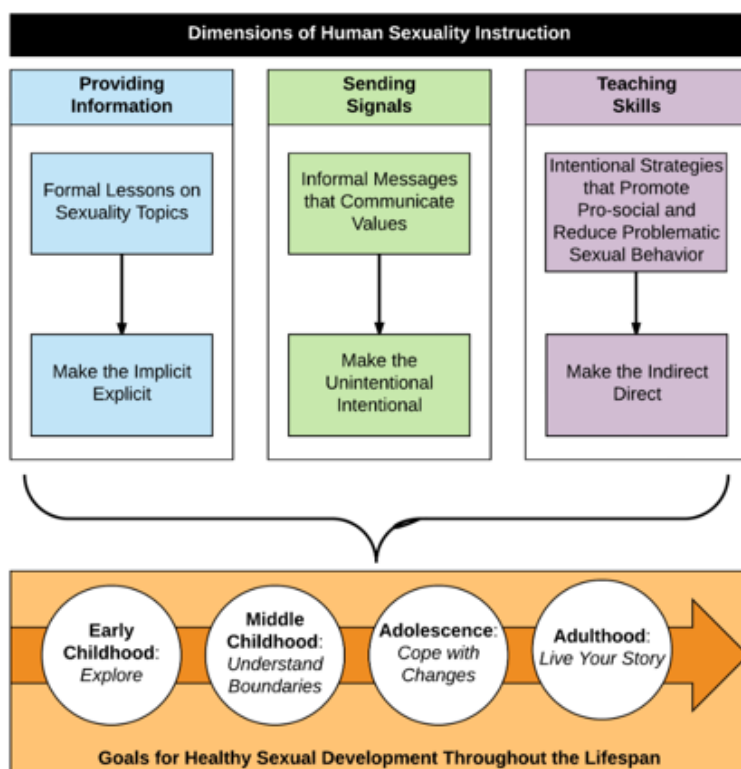 Dimensions of Human Sexuality Instruction
Providing
Information
Formal Lessons on
Sexuality Topics
Make the Implicit
Explicit
Sending
Signals
Informal Messages
that Communicate
Values
Make the
Unintentional
Intentional
Teaching
Skills
Intentional Strategies
that Promote
Pro-social and
Reduce Problematic
Sexual Behavior
Make the Indirect
Direct
Early
Childhood:
Explore
Middle
Childhood:
Understand
Boundaries
Adolescence:
Cope with
Changes
Adulthood:
Live Your Story
Goals for Healthy Sexual Development Throughout the Lifespan